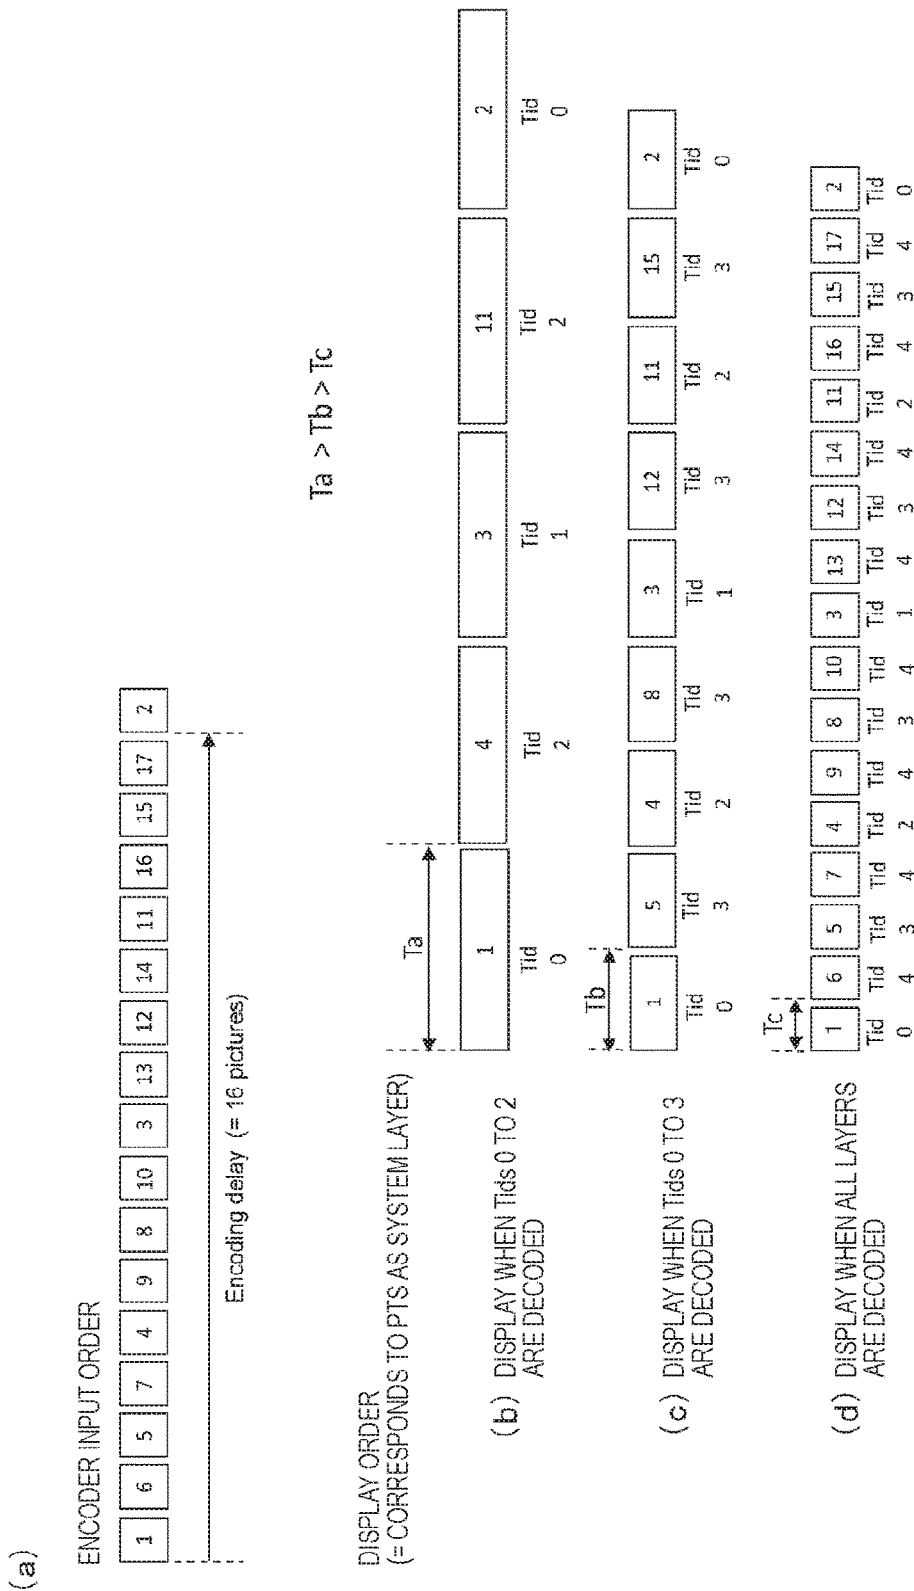 (a)
ENCODER INPUT ORDER
1 6 5 7 4 9 8 10 3 13 12 14 11 16 15 17 2
Encoding delay (= 16 pictures)
Ta > Tb > Tc
DISPLAY ORDER
(= CORRESPONDS TO PTS AS SYSTEM LAYER)
Ta
(b) DISPLAY WHEN Tids 0 TO 2
ARE DECODED
1 4 3 11 2
Tid Tid Tid Tid Tid
0 2 1 2 0
Tb
(c) DISPLAY WHEN Tids 0 TO 3
ARE DECODED
1 5 4 8 3 12 11 15 2
Tid Tid Tid Tid Tid Tid Tid Tid Tid
0 3 2 3 1 3 2 3 0
Tc
(d) DISPLAY WHEN ALL LAYERS
ARE DECODED
1 6 5 7 4 9 8 10 3 13 12 14 11 16 15 17 2
Tid Tid Tid Tid Tid Tid Tid Tid Tid Tid Tid Tid Tid Tid Tid Tid Tid
0 4 3 4 2 4 3 4 1 4 3 4 2 4 3 4 0